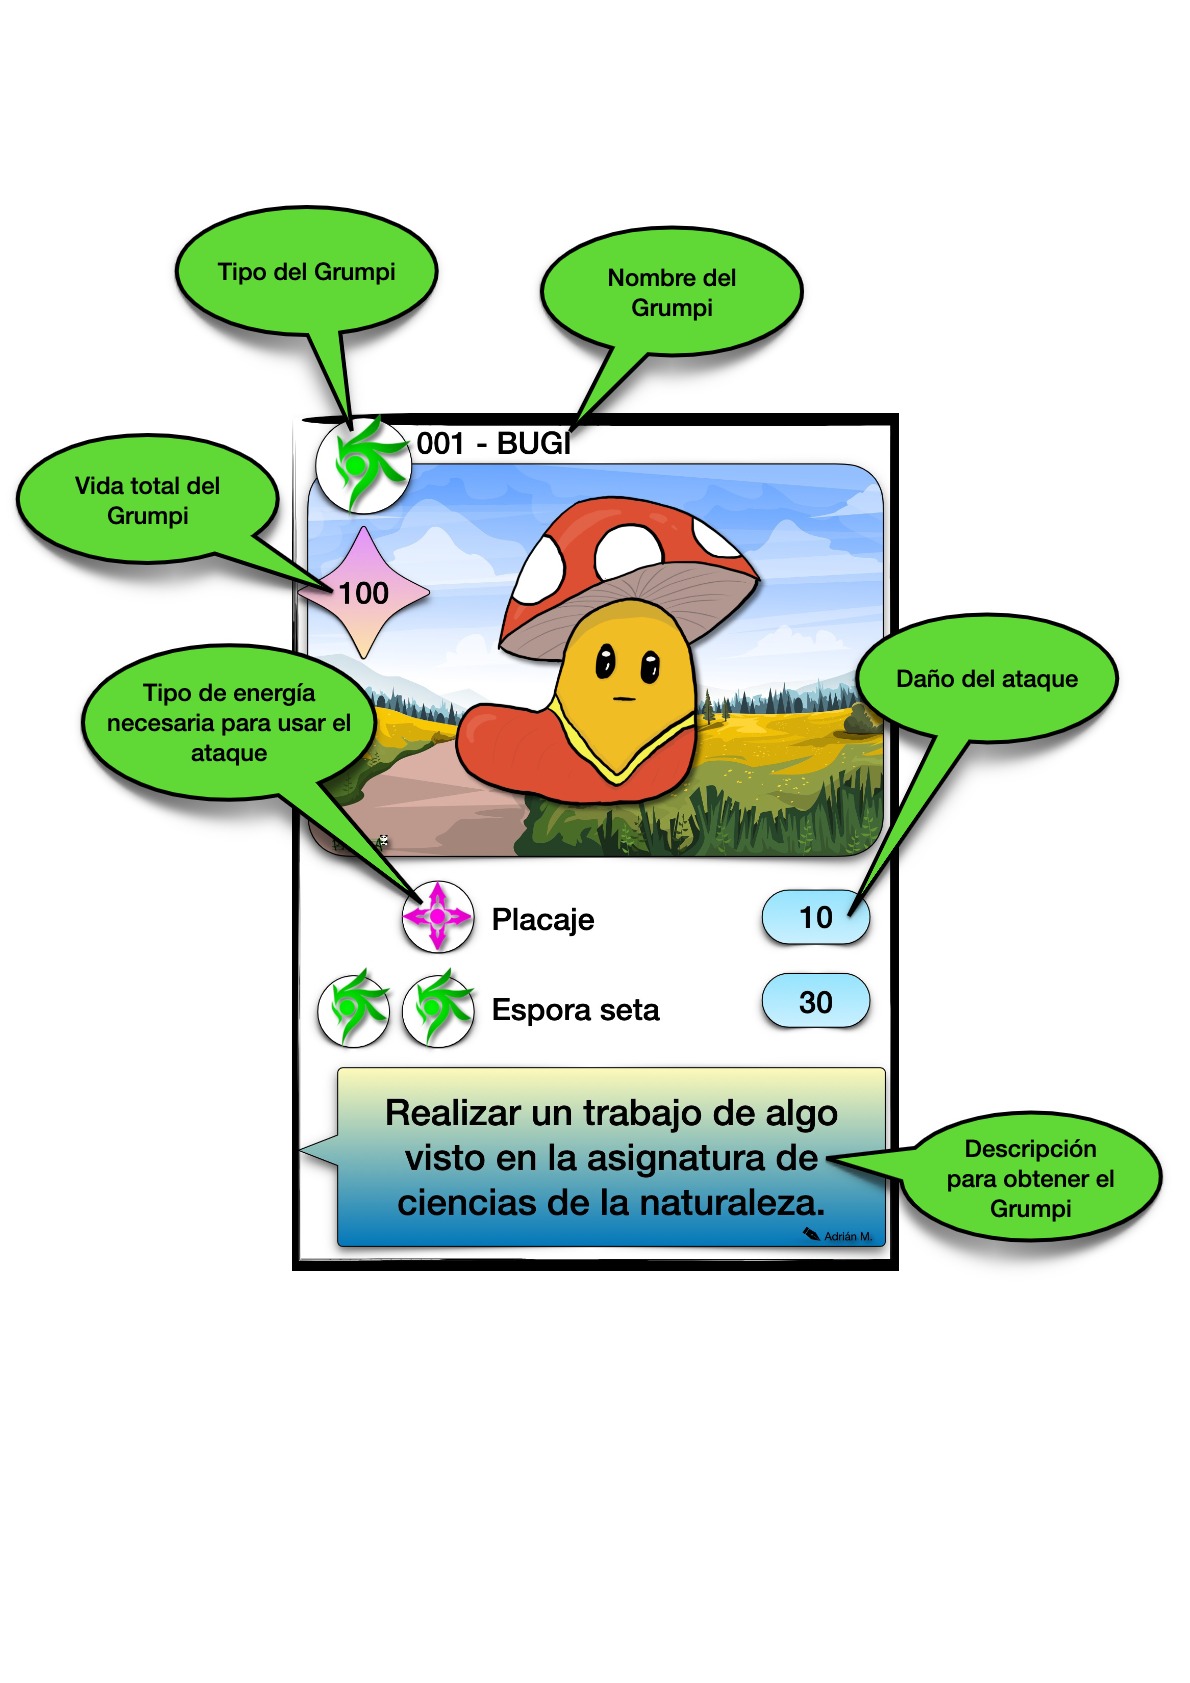 Tipo del Grumpi
Nombre del
Grumpi
001 - BUGI
Vida total del
Grumpi
100
Tipo de energía
necesaria para usar el
ataque
Daño del ataque
Placaje
10
Espora seta
30
Realizar un trabajo de algo
visto en la asignatura de
ciencias de la naturaleza.
Adrián M.
Descripción
para obtener el
Grumpi